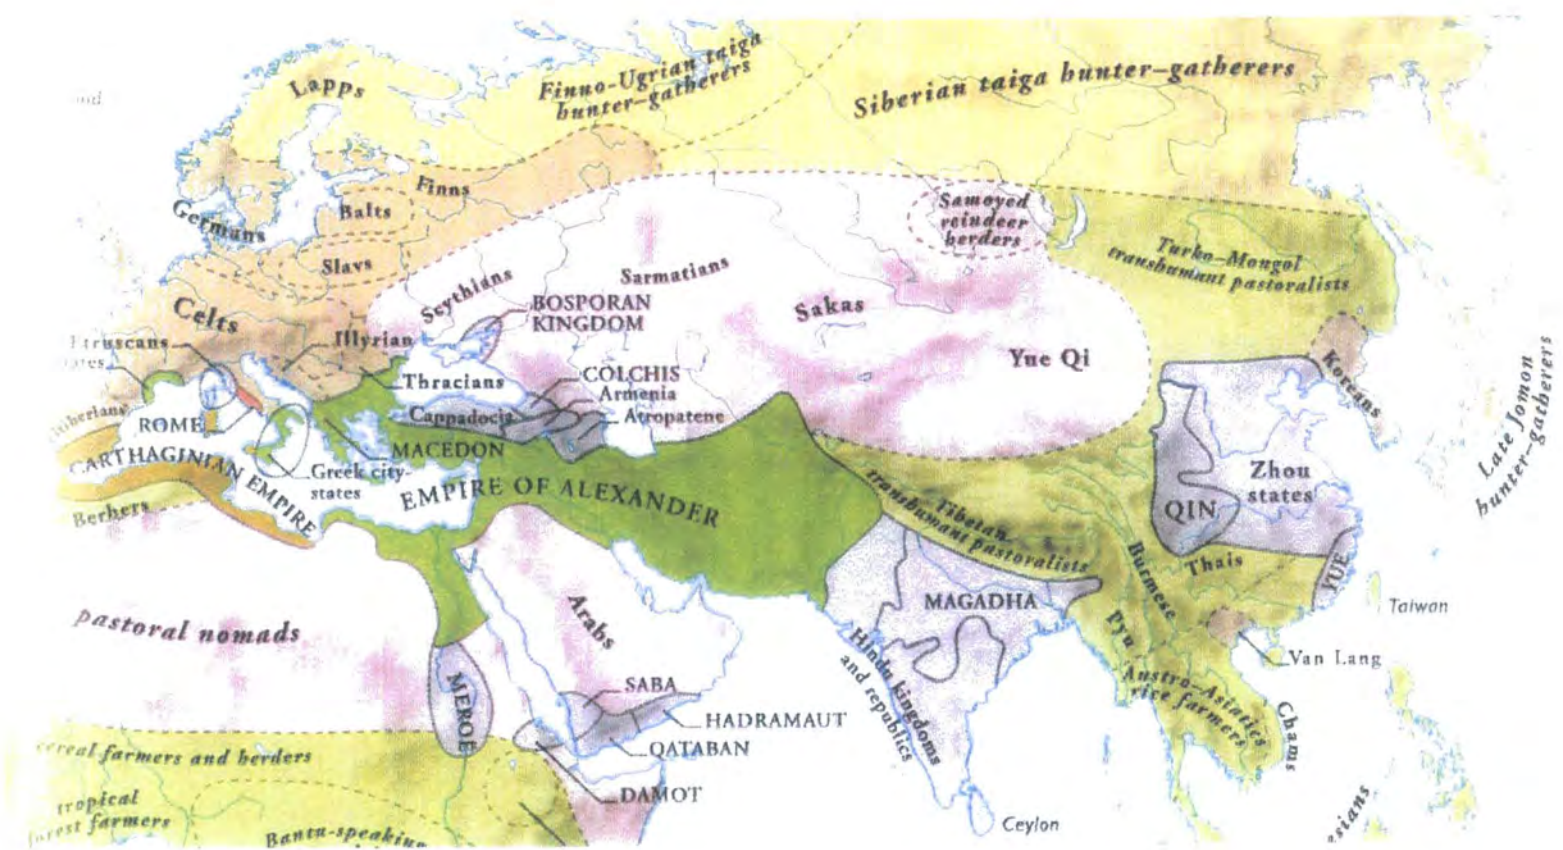 Lapps
Finno-Ugrian taiga
hunter-gatherers
Siberian taiga hunter-gatherers
Finns
Balts
Germans
Slavs
Samoyed
reindeer
herders
Turko-Mongol
transhumant pastoralists
Scythians
Sarmatians
Sakas
Yue Qi
Celts
BOSPORAN
KINGDOM
Illyrian
Thracians
COLCHIS
Armenia
Atropatene
Cappadocia
Koreans
Late Jomon
hunter-gatherers
ROME
MACEDON
CARTHAGINIAN EMPIRE
Greek city-
states
EMPIRE OF ALEXANDER
Berbers
Tibetan
transhumant pastoralists
QIN
Zhou
states
Thais
YUE
Burmese
Pyu
MAGADHA
Taiwan
Van Lang
pastoral nomads
Arabs
MEROE
SABA
HADRAMAUT
QATABAN
DAMOT
Hindu kingdoms
and republics
Austro-Asiatics
rice farmers
Chams
Ceylon
cereal farmers and herders
tropical
farmers
Bantu-speaking